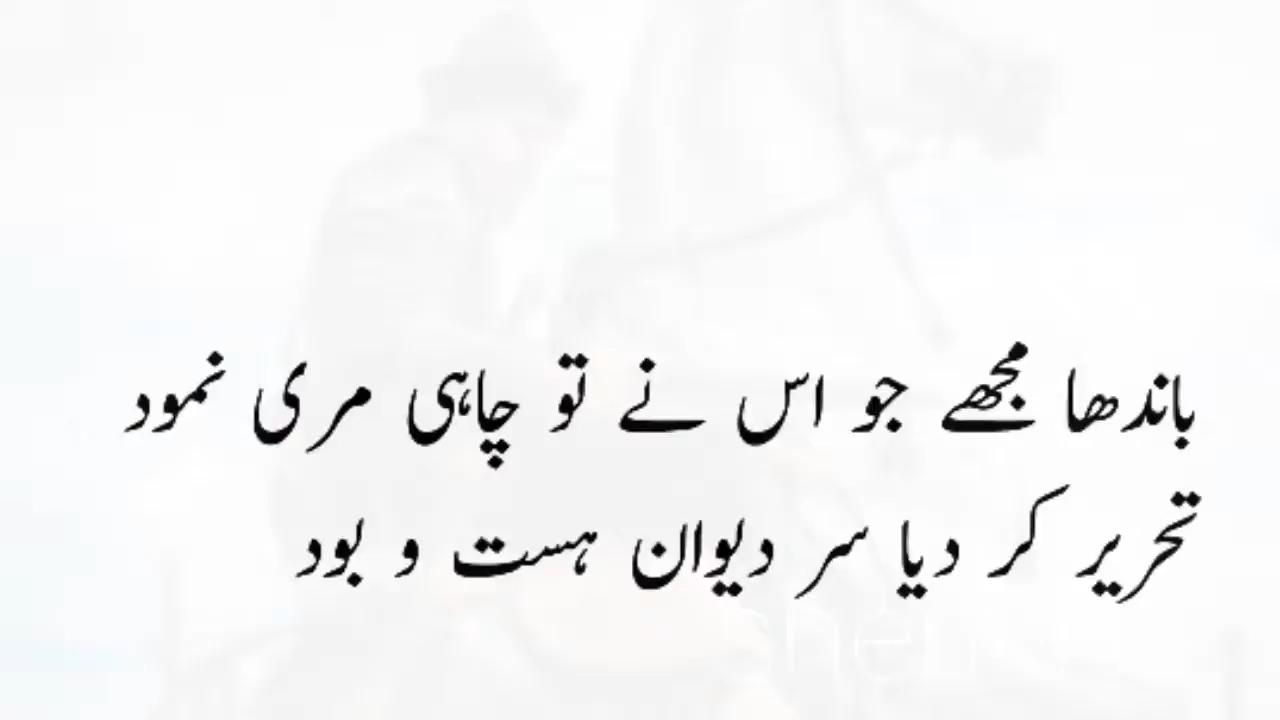 باندھا مجھے جو اس نے تو چاہی مری نمود
تحریر کر دیا سر دیوان ہست و بود